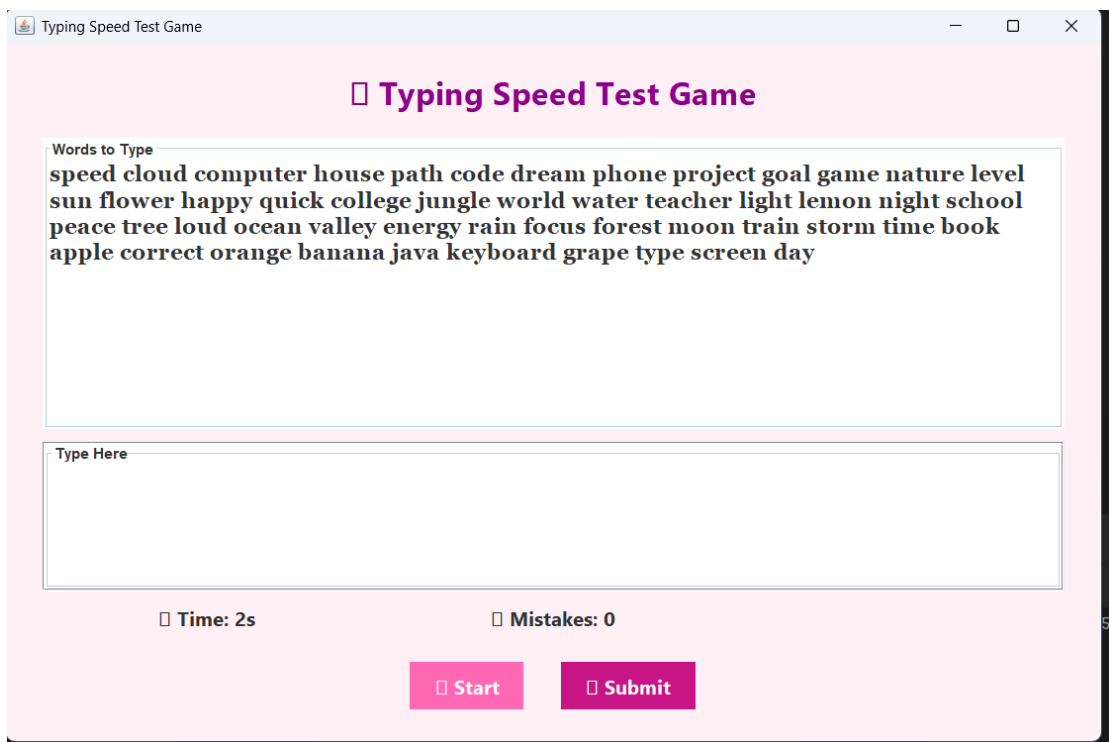 Typing Speed Test Game
▯ Typing Speed Test Game
Words to Type
speed cloud computer house path code dream phone project goal game nature level
sun flower happy quick college jungle world water teacher light lemon night school
peace tree loud ocean valley energy rain focus forest moon train storm time book
apple correct orange banana java keyboard grape type screen day
Type Here
▯ Time: 2s ▯ Mistakes: 0
▯ Start ▯ Submit
5